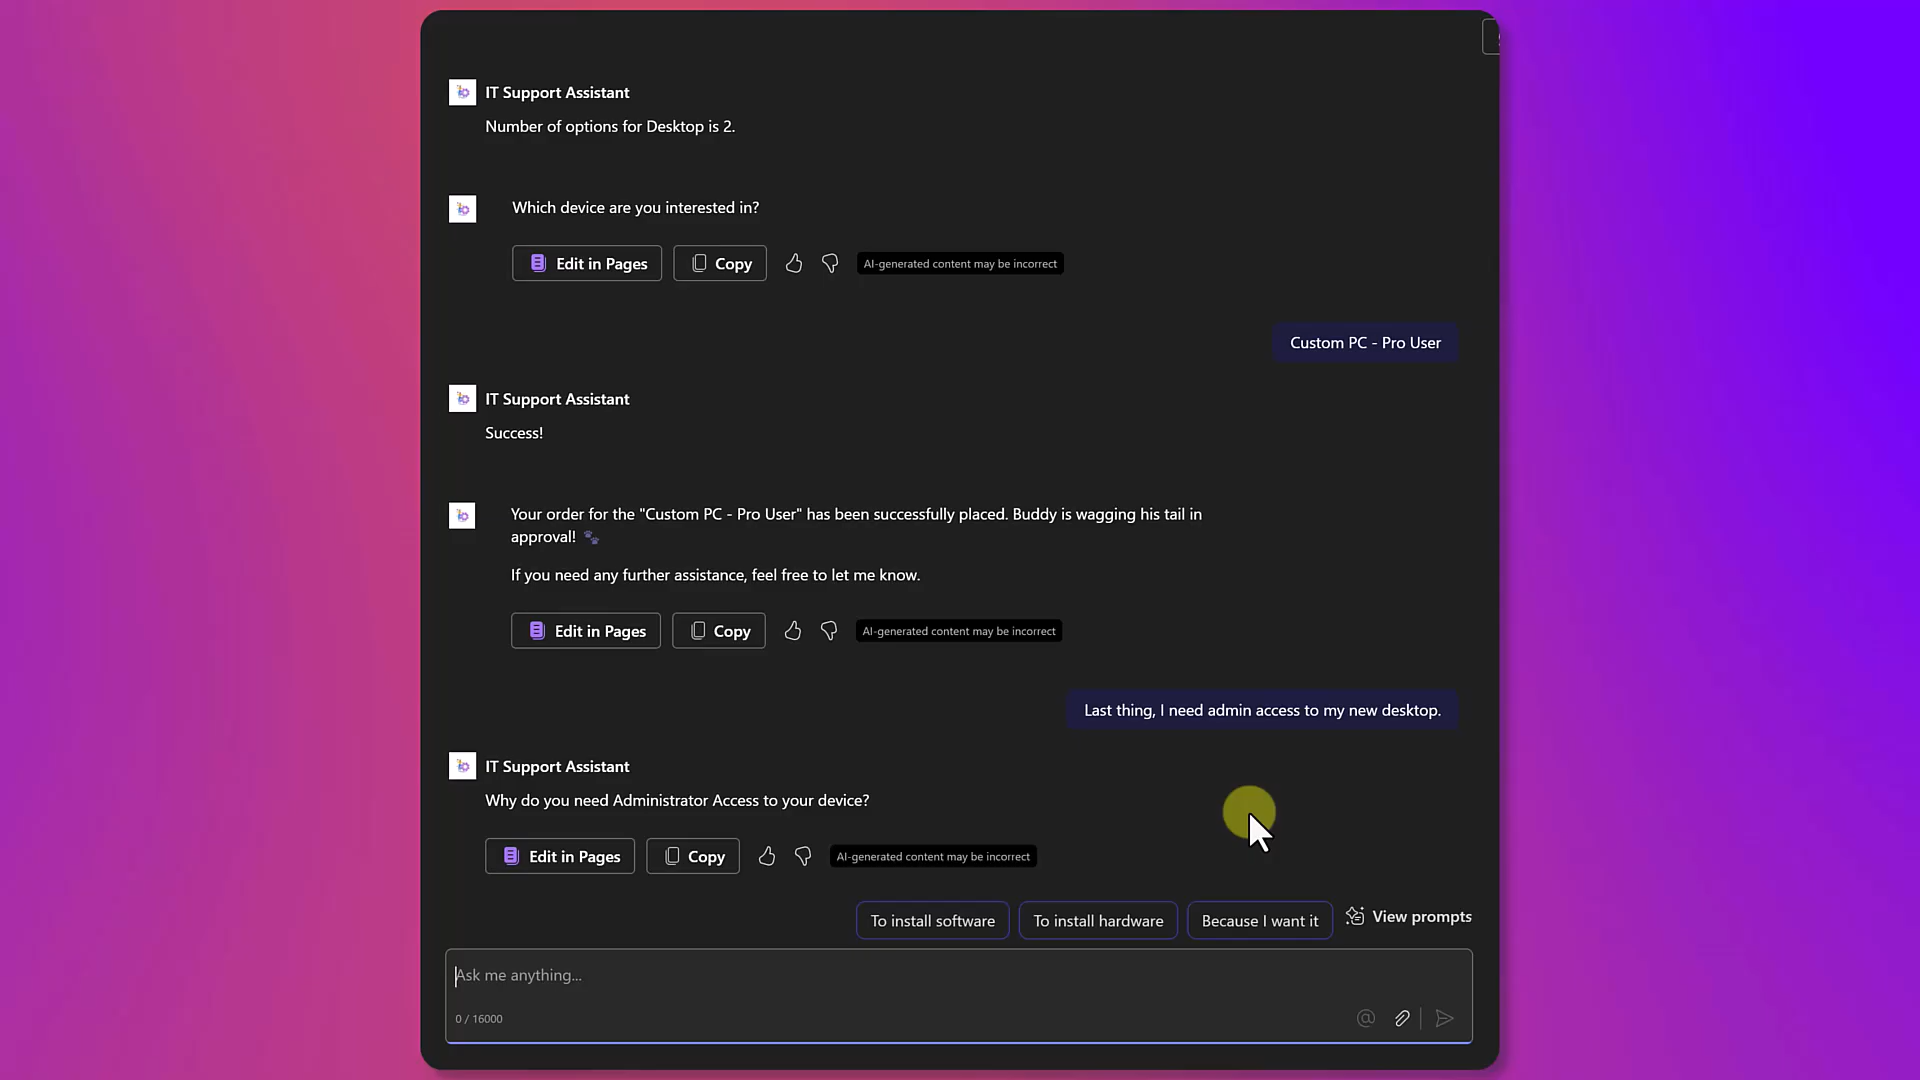 IT Support Assistant
Number of options for Desktop is 2.
Which device are you interested in?
Edit in Pages
Copy
AI-generated content may be incorrect
Custom PC - Pro User
IT Support Assistant
Success!
Your order for the "Custom PC - Pro User" has been successfully placed. Buddy is wagging his tail in
approval! 🐾
If you need any further assistance, feel free to let me know.
Edit in Pages
Copy
AI-generated content may be incorrect
Last thing, I need admin access to my new desktop.
IT Support Assistant
Why do you need Administrator Access to your device?
Edit in Pages
Copy
AI-generated content may be incorrect
To install software
To install hardware
Because I want it
View prompts
Ask me anything...
0 / 16000